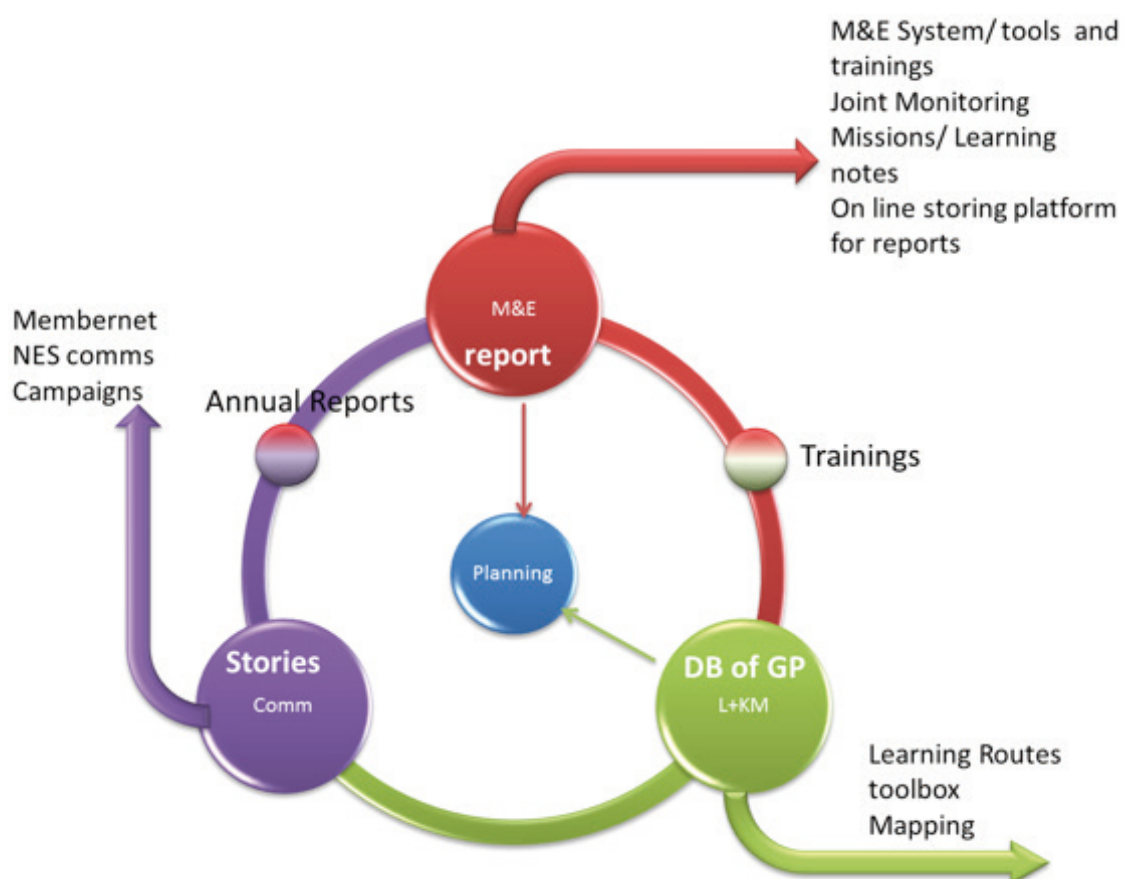 M&E System/ tools and
trainings
Joint Monitoring
Missions/ Learning
notes
On line storing platform
for reports
M&E
report
Membernet
NES comms
Campaigns
Annual Reports
Trainings
Planning
Stories
Comm
DB of GP
L+KM
Learning Routes
toolbox
Mapping